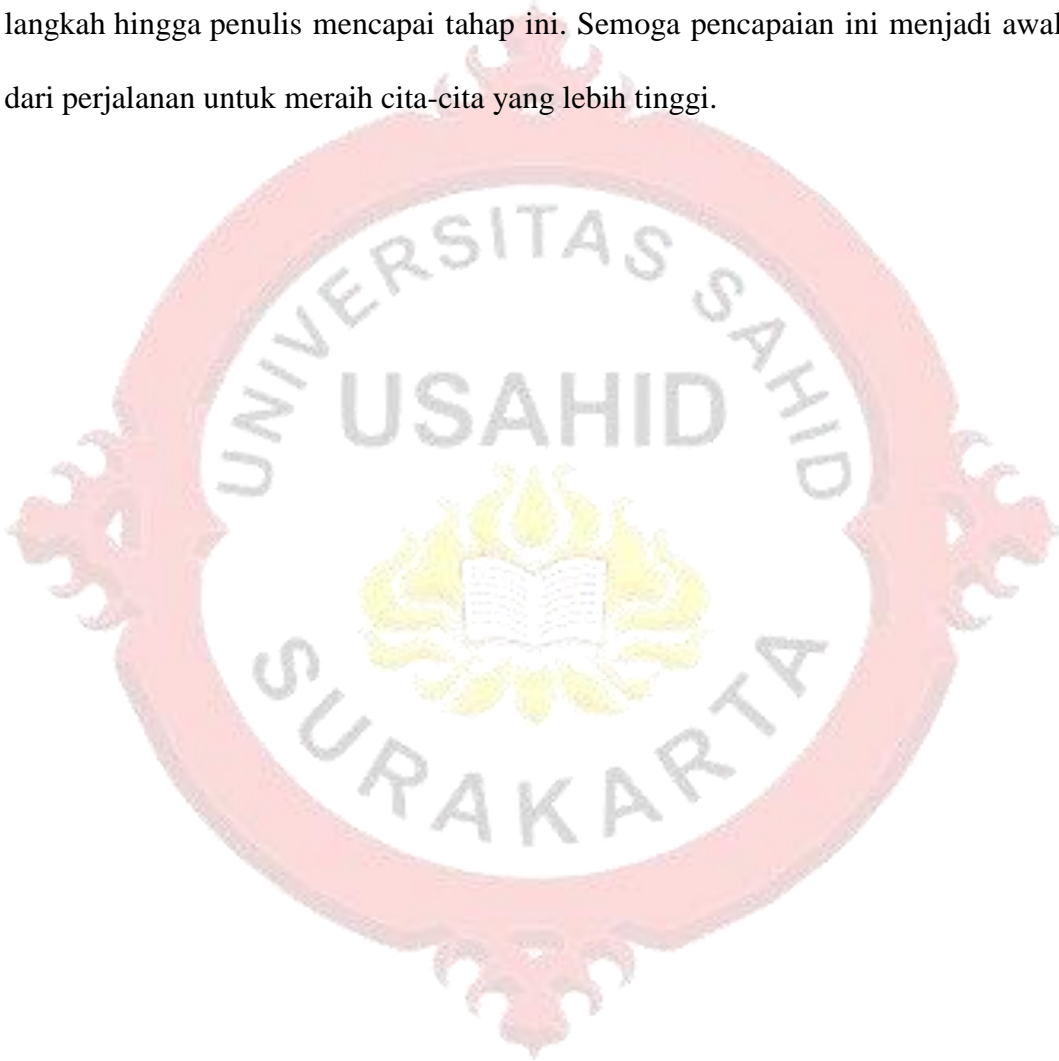 langkah hingga penulis mencapai tahap ini. Semoga pencapaian ini menjadi awal
dari perjalanan untuk meraih cita-cita yang lebih tinggi.
UNIVERSITAS SAHID
USAHID
SURAKARTA